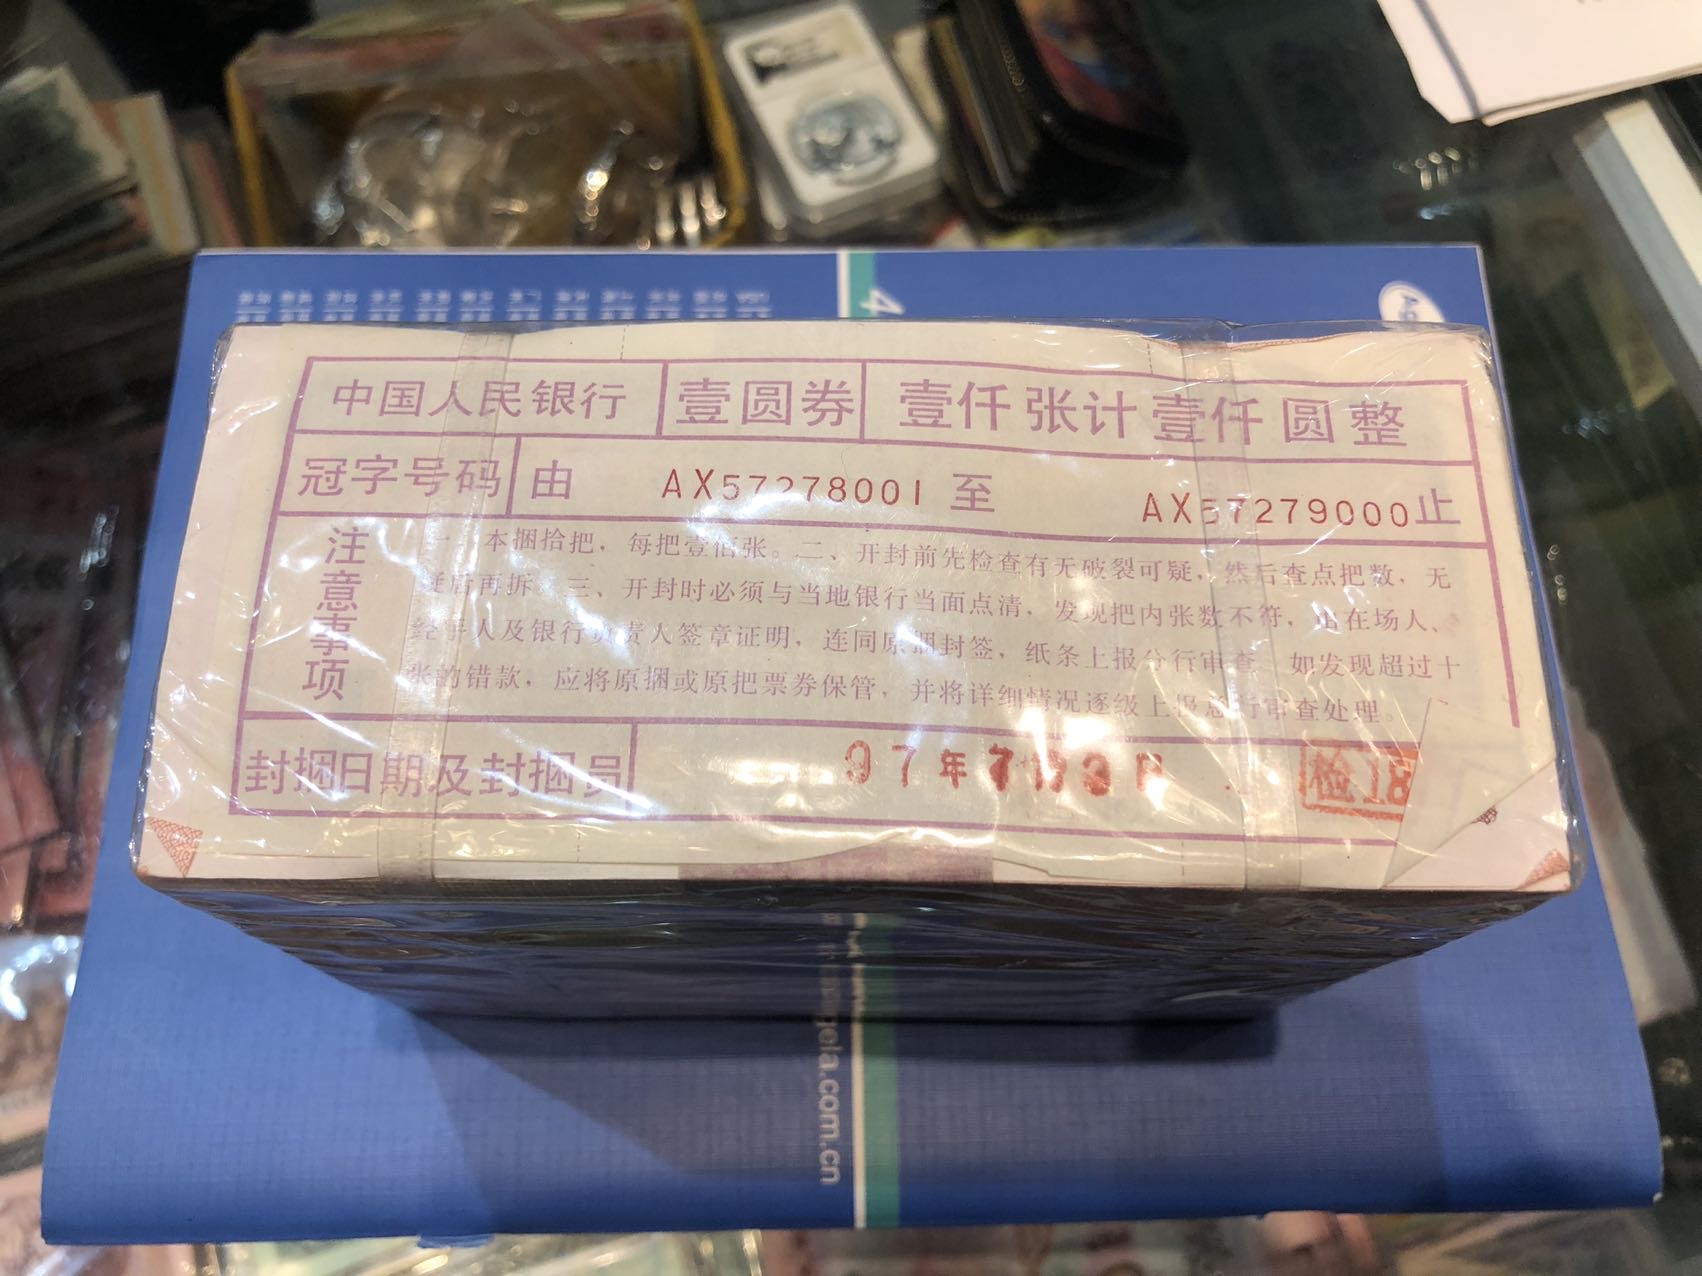 中国人民银行 壹圆券 壹仟张计壹仟圆整
冠字号码 由 AX57278001 至 AX57279000止
注意事项
一、本捆拾把，每把壹佰张。二、开封前先检查有无破裂可疑，然后查点把数，无
疑后再拆。三、开封时必须与当地银行当面点清，发现把内张数不符，由在场人、
经手人及银行负责人签章证明，连同原捆封签，纸条上报分行审查。如发现超过十
张的错款，应将原捆或原把票券保管，并将详细情况逐级上报总行审查处理。
封捆日期及封捆员 97年 检18
geia.com.cn